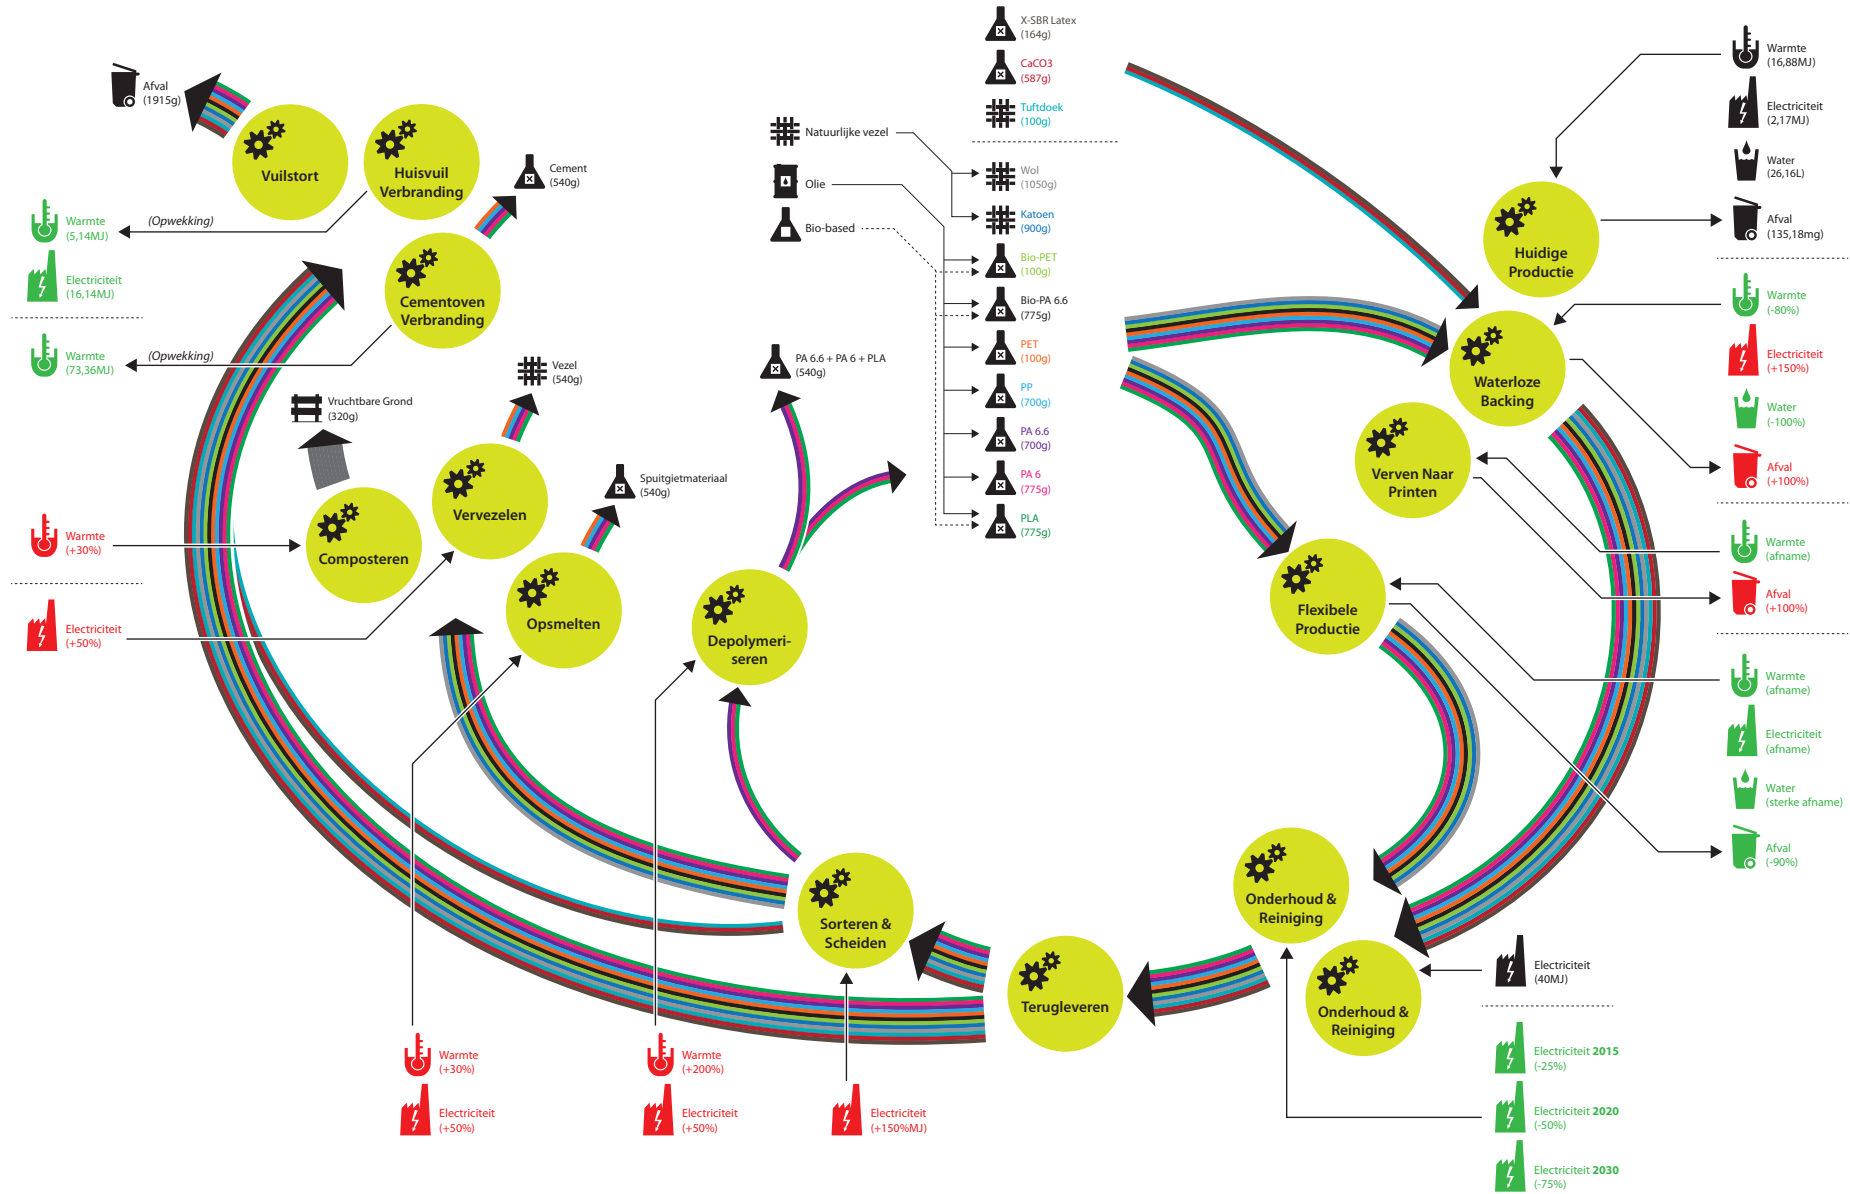 X-SBR Latex
(164g)
CaCO3
(587g)
Tuftdoek
(100g)
Natuurlijke vezel
Olie
Bio-based
Wol
(1050g)
Katoen
(900g)
Bio-PET
(100g)
Bio-PA 6.6
(775g)
PET
(100g)
PP
(700g)
PA 6.6
(700g)
PA 6
(775g)
PLA
(775g)
Warmte
(16,88MJ)
Electriciteit
(2,17MJ)
Water
(26,16L)
Afval
(135,18mg)
Huidige
Productie
Warmte
(-80%)
Electriciteit
(+150%)
Water
(-100%)
Afval
(+100%)
Waterloze
Backing
Verven Naar
Printen
Warmte
(afname)
Afval
(+100%)
Flexibele
Productie
Warmte
(afname)
Electriciteit
(afname)
Water
(sterke afname)
Afval
(-90%)
Onderhoud &
Reiniging
Onderhoud &
Reiniging
Electriciteit
(40MJ)
Electriciteit 2015
(-25%)
Electriciteit 2020
(-50%)
Electriciteit 2030
(-75%)
Terugleveren
Sorteren &
Scheiden
Electriciteit
(+150%MJ)
Depolymeri-
seren
PA 6.6 + PA 6 + PLA
(540g)
Warmte
(+200%)
Electriciteit
(+50%)
Opsmelten
Spuitgietmateriaal
(540g)
Warmte
(+30%)
Electriciteit
(+50%)
Vervezelen
Vezel
(540g)
Electriciteit
(+50%)
Composteren
Vruchtbare Grond
(320g)
Warmte
(+30%)
Cementoven
Verbranding
Cement
(540g)
(Opwekking)
Warmte
(73,36MJ)
Huisvuil
Verbranding
(Opwekking)
Warmte
(5,14MJ)
Electriciteit
(16,14MJ)
Vuilstort
Afval
(1915g)